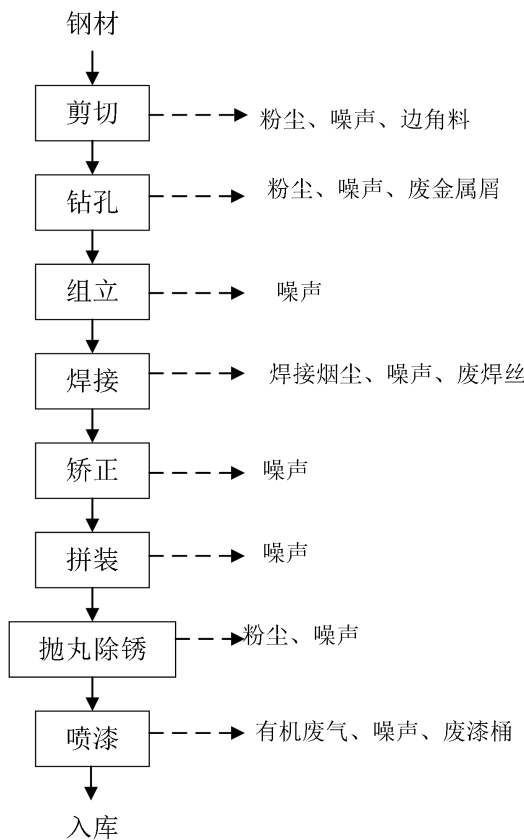 钢材
剪切
粉尘、噪声、边角料
钻孔
粉尘、噪声、废金属屑
组立
噪声
焊接
焊接烟尘、噪声、废焊丝
矫正
噪声
拼装
噪声
抛丸除锈
粉尘、噪声
喷漆
有机废气、噪声、废漆桶
入库